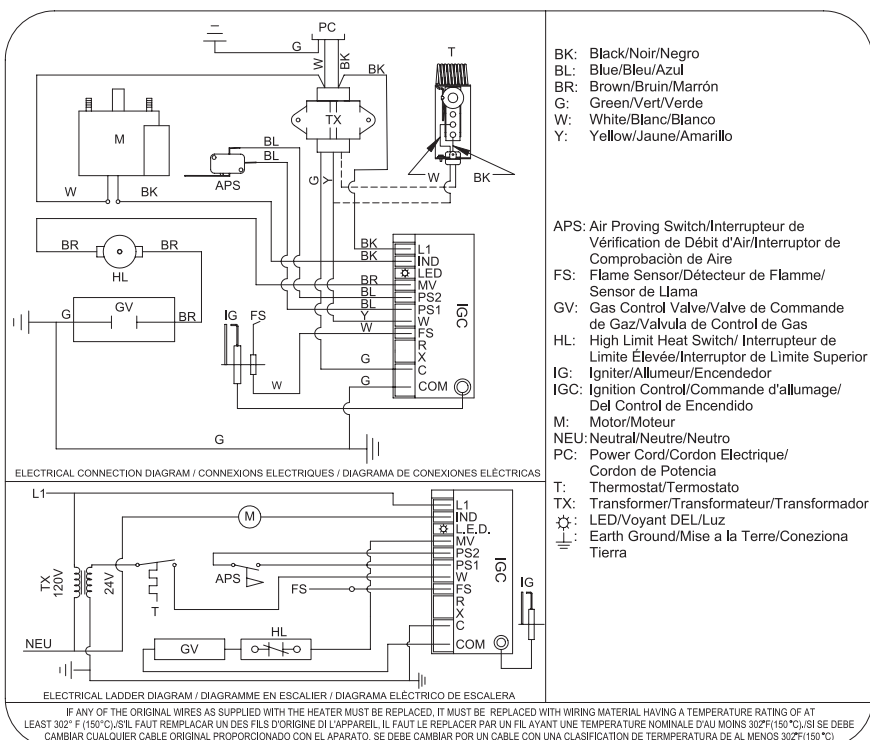 PC
G
W
BK
BK
T
TX
M
BL
BL
APS
G
Y
W
BK
W
BK
BR
BR
HL
GV
G
BR
IG
FS
W
G
G
G
BK
BK
BR
BL
BL
Y
W
L1
IND
LED
MV
PS2
PS1
W
FS
R
X
C
COM
IGC
ELECTRICAL CONNECTION DIAGRAM / CONNEXIONS ELECTRIQUES / DIAGRAMA DE CONEXIONES ELÉCTRICAS
L1
TX
120V
24V
NEU
T
M
APS
FS
GV
HL
L1
IND
L.E.D.
MV
PS2
PS1
W
FS
R
X
C
COM
IGC
IG
ELECTRICAL LADDER DIAGRAM / DIAGRAMME EN ESCALIER / DIAGRAMA ELÉCTRICO DE ESCALERA
BK: Black/Noir/Negro
BL: Blue/Bleu/Azul
BR: Brown/Bruin/Marrón
G: Green/Vert/Verde
W: White/Blanc/Blanco
Y: Yellow/Jaune/Amarillo
APS: Air Proving Switch/Interrupteur de
Vérification de Débit d'Air/Interruptor de
Comprobaciòn de Aire
FS: Flame Sensor/Détecteur de Flamme/
Sensor de Llama
GV: Gas Control Valve/Valve de Commande
de Gaz/Valvula de Control de Gas
HL: High Limit Heat Switch/ Interrupteur de
Limite Élevée/Interruptor de Lìmite Superior
IG: Igniter/Allumeur/Encendedor
IGC: Ignition Control/Commande d'allumage/
Del Control de Encendido
M: Motor/Moteur
NEU: Neutral/Neutre/Neutro
PC: Power Cord/Cordon Electrique/
Cordon de Potencia
T: Thermostat/Termostato
TX: Transformer/Transformateur/Transformador
: LED/Voyant DEL/Luz
: Earth Ground/Mise a la Terre/Coneziona
Tierra
IF ANY OF THE ORIGINAL WIRES AS SUPPLIED WITH THE HEATER MUST BE REPLACED, IT MUST BE REPLACED WITH WIRING MATERIAL HAVING A TEMPERATURE RATING OF AT
LEAST 302° F (150°C)./S'IL FAUT REMPLACAR UN DES FILS D'ORIGINE DI L'APPAREIL, IL FAUT LE REPLACER PAR UN FIL AYANT UNE TEMPERATURE NOMINALE D'AU MOINS 302°F(150°C)./SI SE DEBE
CAMBIAR CUALQUIER CABLE ORIGINAL PROPORCIONADO CON EL APARATO, SE DEBE CAMBIAR POR UN CABLE CON UNA CLASIFICATION DE TERMPERATURA DE AL MENOS 302°F(150°C)